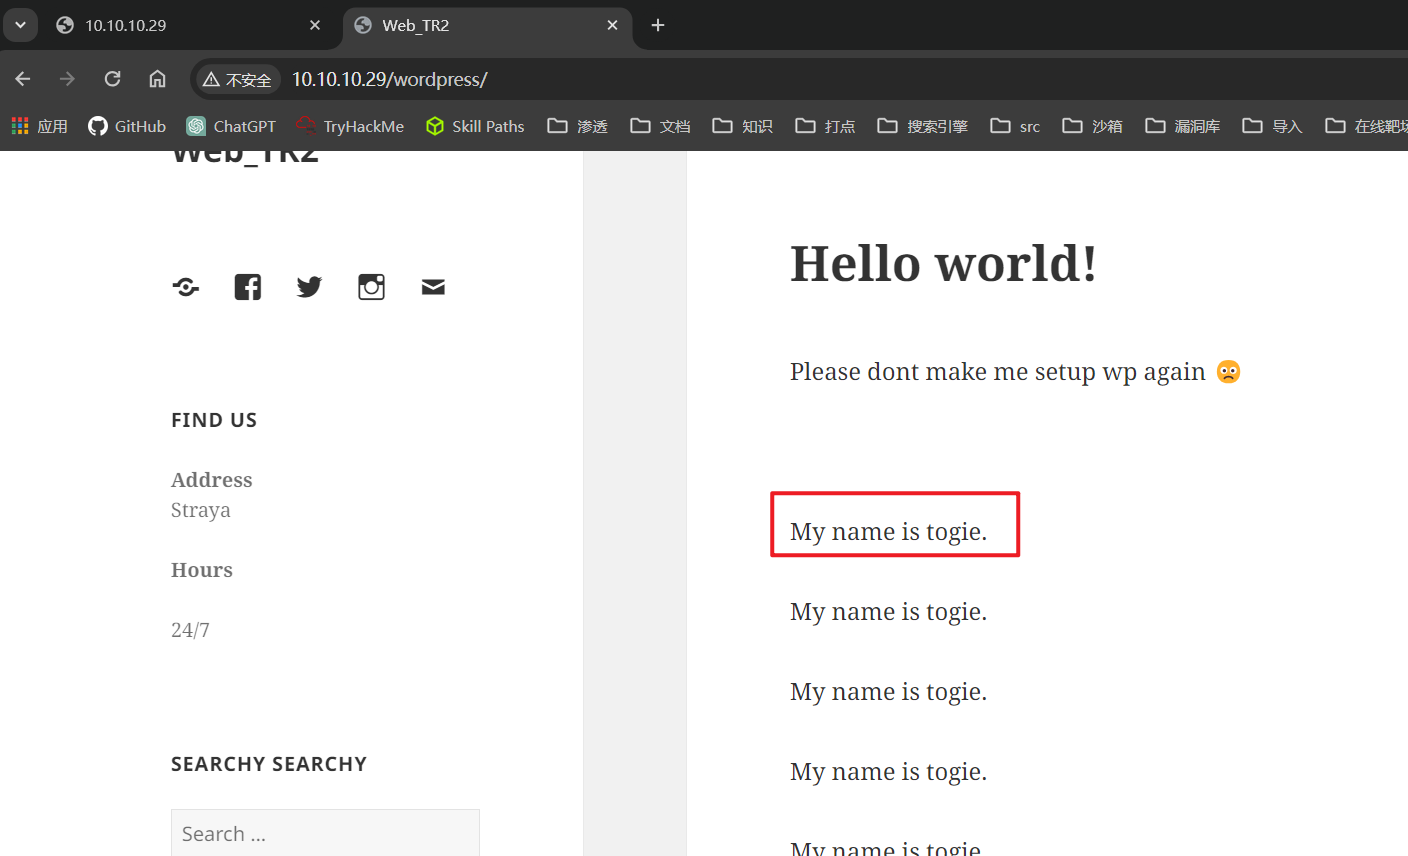 10.10.10.29
Web_TR2
不安全 10.10.10.29/wordpress/
应用 GitHub ChatGPT TryHackMe Skill Paths 渗透 文档 知识 打点 搜索引擎 src 沙箱 漏洞库 导入 在线靶场
Web_TR2
FIND US
Address
Straya
Hours
24/7
SEARCHY SEARCHY
Search ...
Hello world!
Please dont make me setup wp again 🙁
My name is togie.
My name is togie.
My name is togie.
My name is togie.
My name is togie.